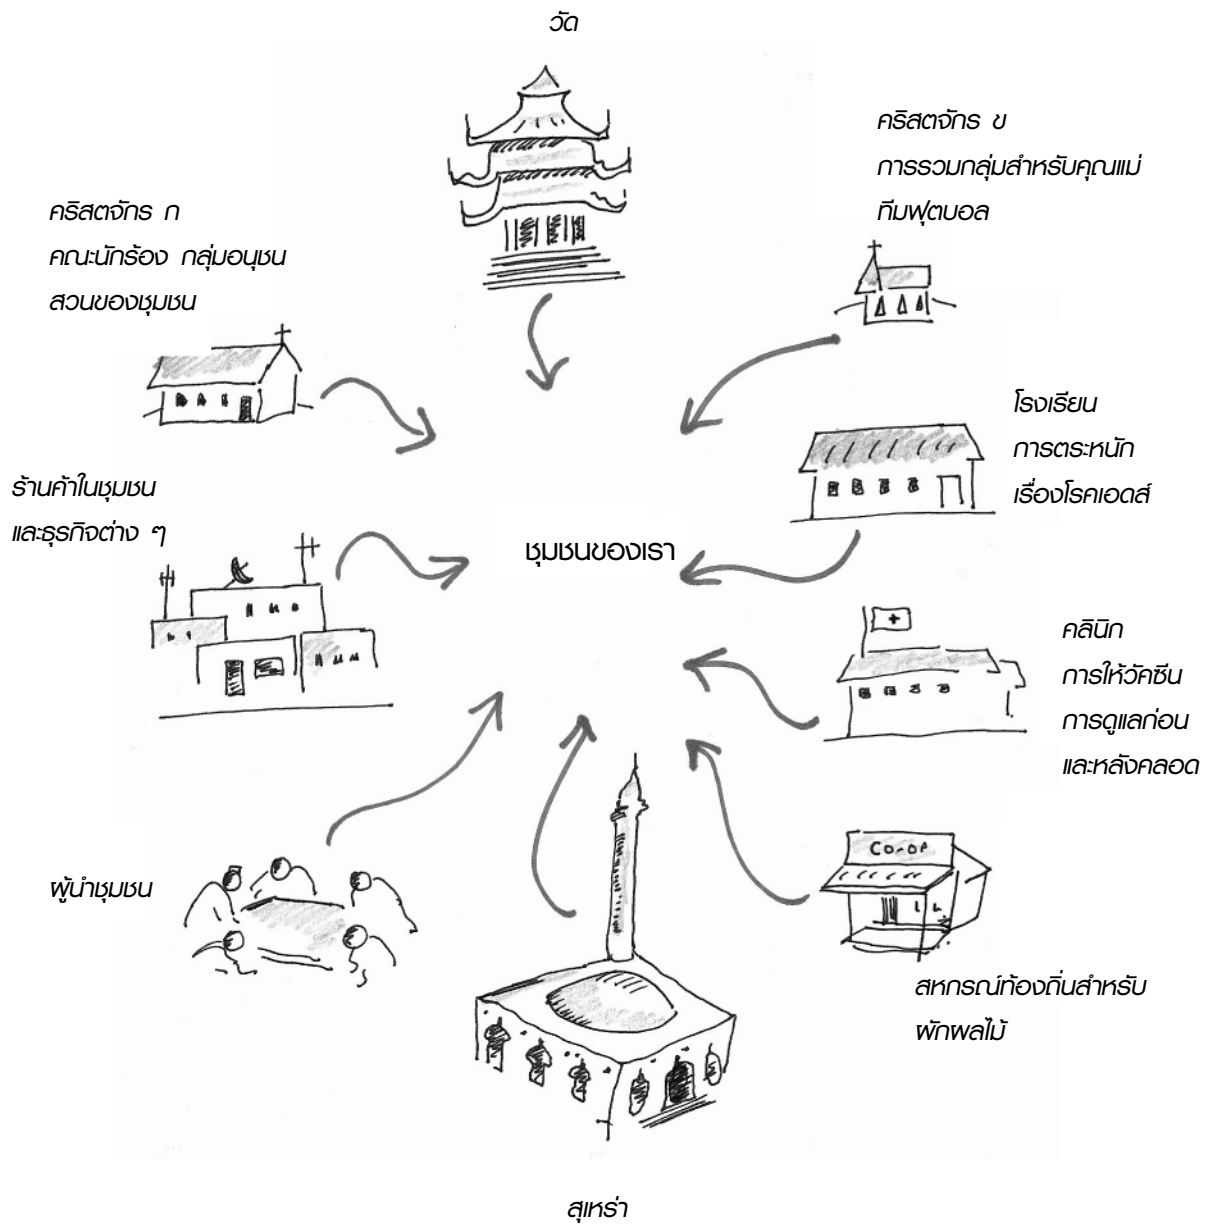 วัด
คริสตจักร ข
การรวมกลุ่มสำหรับคุณแม่
ทีมฟุตบอล
คริสตจักร ก
คณะนักร้อง กลุ่มอนุชน
สวนของชุมชน
โรงเรียน
การตระหนัก
เรื่องโรคเอดส์
ร้านค้าในชุมชน
และธุรกิจต่าง ๆ
ชุมชนของเรา
คลินิก
การให้วัคซีน
การดูแลก่อน
และหลังคลอด
CO-OP
ผู้นำชุมชน
สหกรณ์ท้องถิ่นสำหรับ
ผักผลไม้
สุเหร่า